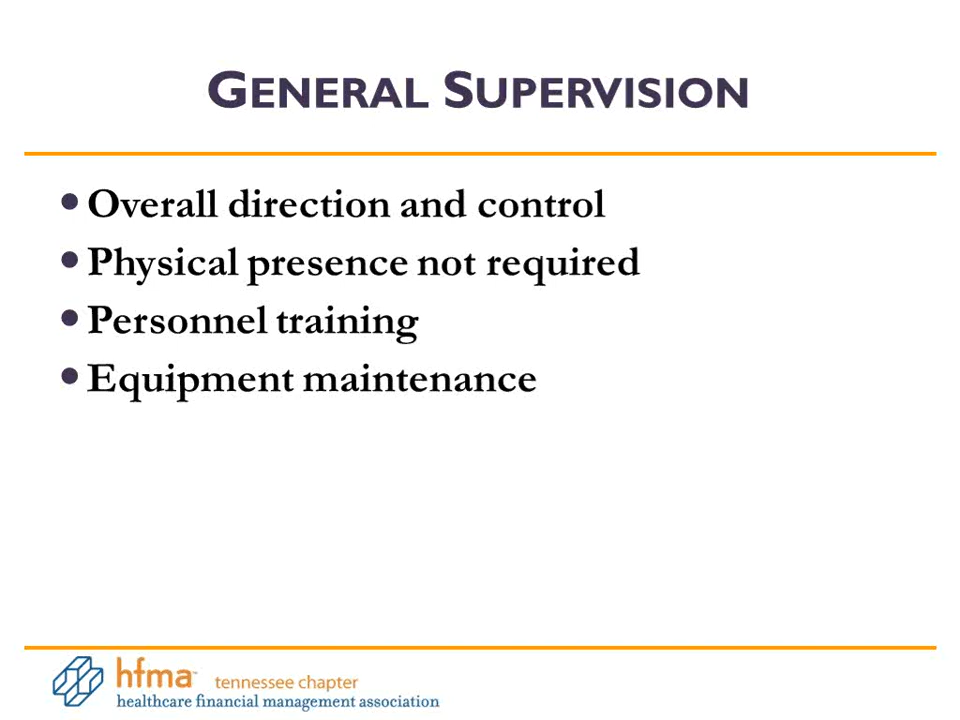 GENERAL SUPERVISION
• Overall direction and control
• Physical presence not required
• Personnel training
• Equipment maintenance
hfma™ tennessee chapter
healthcare financial management association